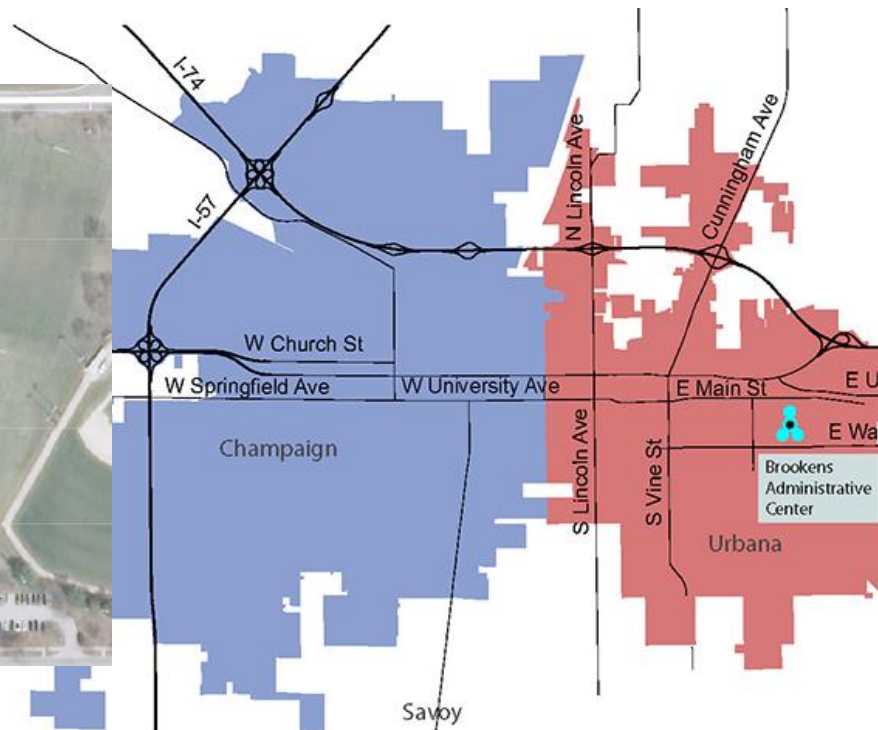 I-74
I-57
N Lincoln Ave
Cunningham Ave
W Church St
W Springfield Ave
W University Ave
E Main St
E U
E Wa
Champaign
S Lincoln Ave
S Vine St
Brookens
Administrative
Center
Urbana
Savoy